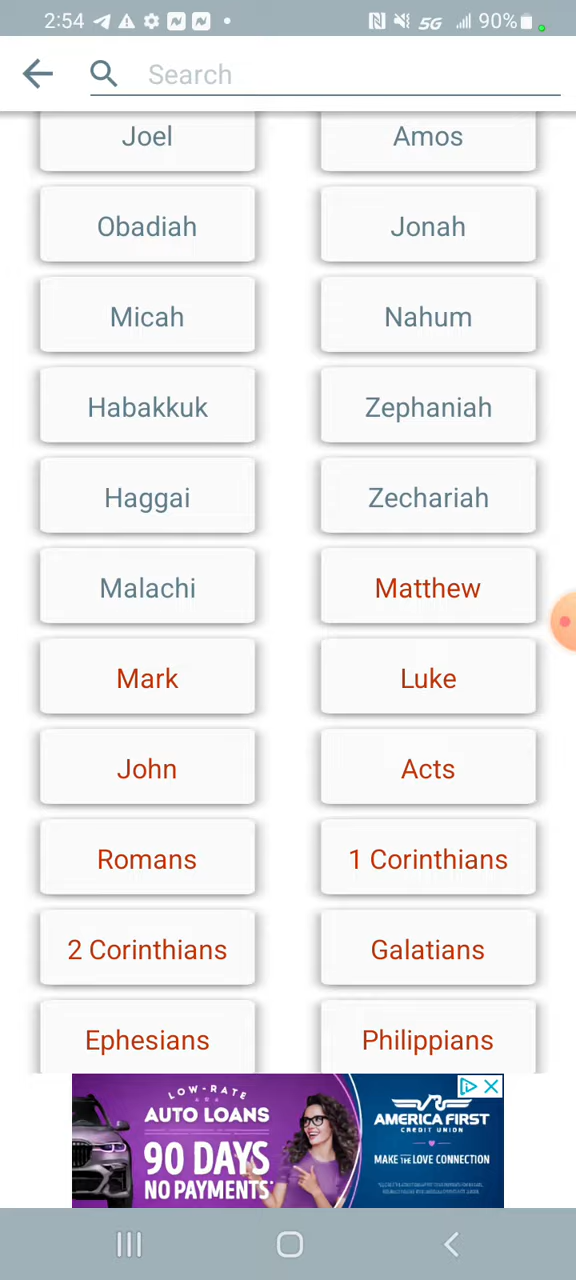 2:54
5G
90%
Search
Joel
Amos
Obadiah
Jonah
Micah
Nahum
Habakkuk
Zephaniah
Haggai
Zechariah
Malachi
Matthew
Mark
Luke
John
Acts
Romans
1 Corinthians
2 Corinthians
Galatians
Ephesians
Philippians
LOW-RATE
AUTO LOANS
90 DAYS
NO PAYMENTS*
AMERICA FIRST
CREDIT UNION
MAKE THE LOVE CONNECTION